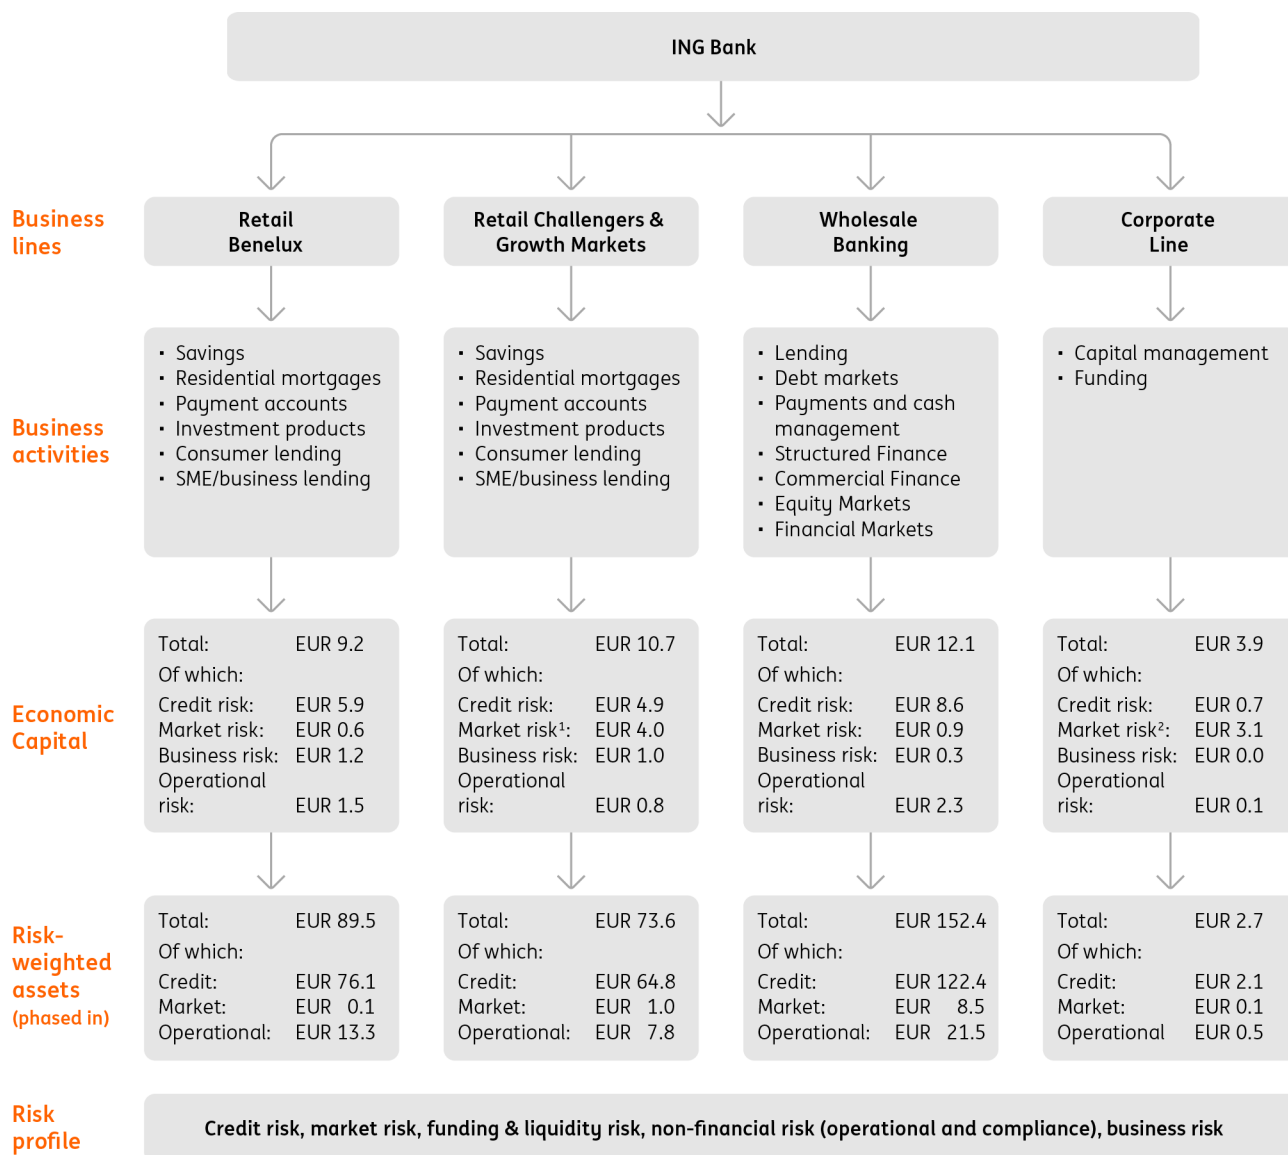 ING Bank
Business
lines
Retail
Benelux
Retail Challengers &
Growth Markets
Wholesale
Banking
Corporate
Line
Business
activities
▪ Savings
▪ Residential mortgages
▪ Payment accounts
▪ Investment products
▪ Consumer lending
▪ SME/business lending
▪ Savings
▪ Residential mortgages
▪ Payment accounts
▪ Investment products
▪ Consumer lending
▪ SME/business lending
▪ Lending
▪ Debt markets
▪ Payments and cash
management
▪ Structured Finance
▪ Commercial Finance
▪ Equity Markets
▪ Financial Markets
▪ Capital management
▪ Funding
Economic
Capital
Total: EUR 9.2
Of which:
Credit risk: EUR 5.9
Market risk: EUR 0.6
Business risk: EUR 1.2
Operational
risk: EUR 1.5
Total: EUR 10.7
Of which:
Credit risk: EUR 4.9
Market risk¹: EUR 4.0
Business risk: EUR 1.0
Operational
risk: EUR 0.8
Total: EUR 12.1
Of which:
Credit risk: EUR 8.6
Market risk: EUR 0.9
Business risk: EUR 0.3
Operational
risk: EUR 2.3
Total: EUR 3.9
Of which:
Credit risk: EUR 0.7
Market risk²: EUR 3.1
Business risk: EUR 0.0
Operational
risk: EUR 0.1
Risk-
weighted
assets
(phased in)
Total: EUR 89.5
Of which:
Credit: EUR 76.1
Market: EUR 0.1
Operational: EUR 13.3
Total: EUR 73.6
Of which:
Credit: EUR 64.8
Market: EUR 1.0
Operational: EUR 7.8
Total: EUR 152.4
Of which:
Credit: EUR 122.4
Market: EUR 8.5
Operational: EUR 21.5
Total: EUR 2.7
Of which:
Credit: EUR 2.1
Market: EUR 0.1
Operational EUR 0.5
Risk
profile
Credit risk, market risk, funding & liquidity risk, non-financial risk (operational and compliance), business risk